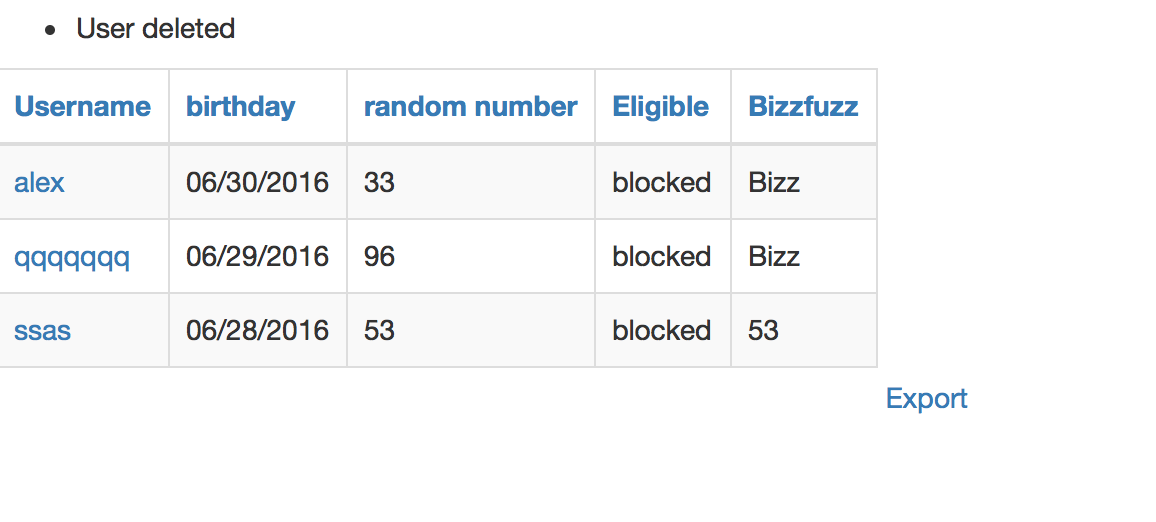 User deleted
Username birthday random number Eligible Bizzfuzz
alex 06/30/2016 33 blocked Bizz
qqqqqqq 06/29/2016 96 blocked Bizz
ssas 06/28/2016 53 blocked 53
Export